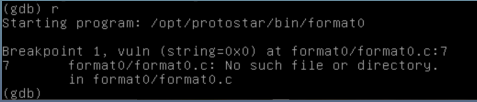 (gdb) r
Starting program: /opt/protostar/bin/format0
Breakpoint 1, vuln (string=0x0) at format0/format0.c:7
7 format0/format0.c: No such file or directory.
in format0/format0.c
(gdb)